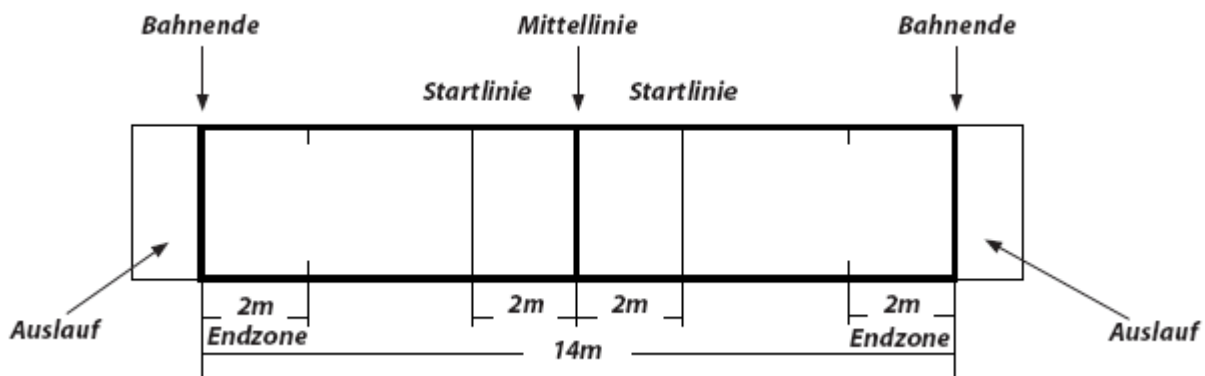 Bahnende Mittellinie Bahnende
Startlinie Startlinie
2m 2m 2m 2m
Auslauf Endzone Endzone Auslauf
14m